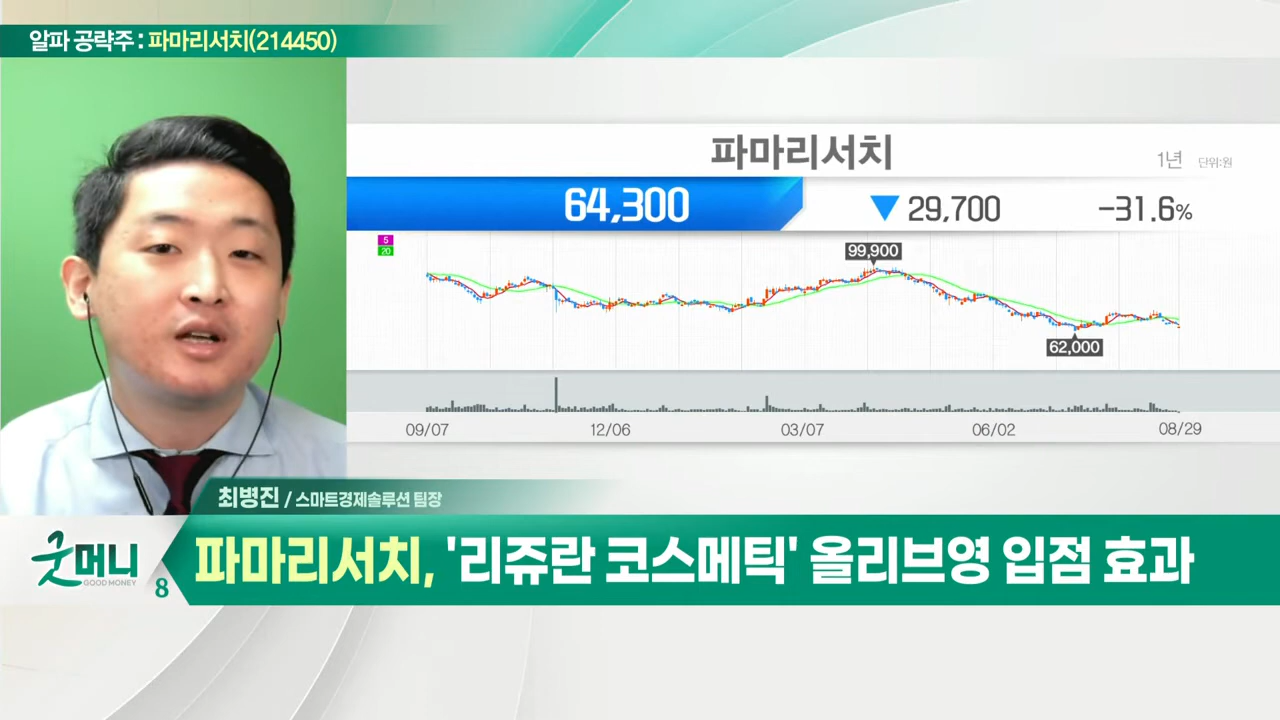 알파 공략주 : 파마리서치(214450)
파마리서치
1년 단위:원
64,300 ▼ 29,700 -31.6%
5
20
99,900
62,000
09/07 12/06 03/07 06/02 08/29
최병진 / 스마트경제솔루션 팀장
굿머니
GOOD MONEY
8
파마리서치, '리쥬란 코스메틱' 올리브영 입점 효과